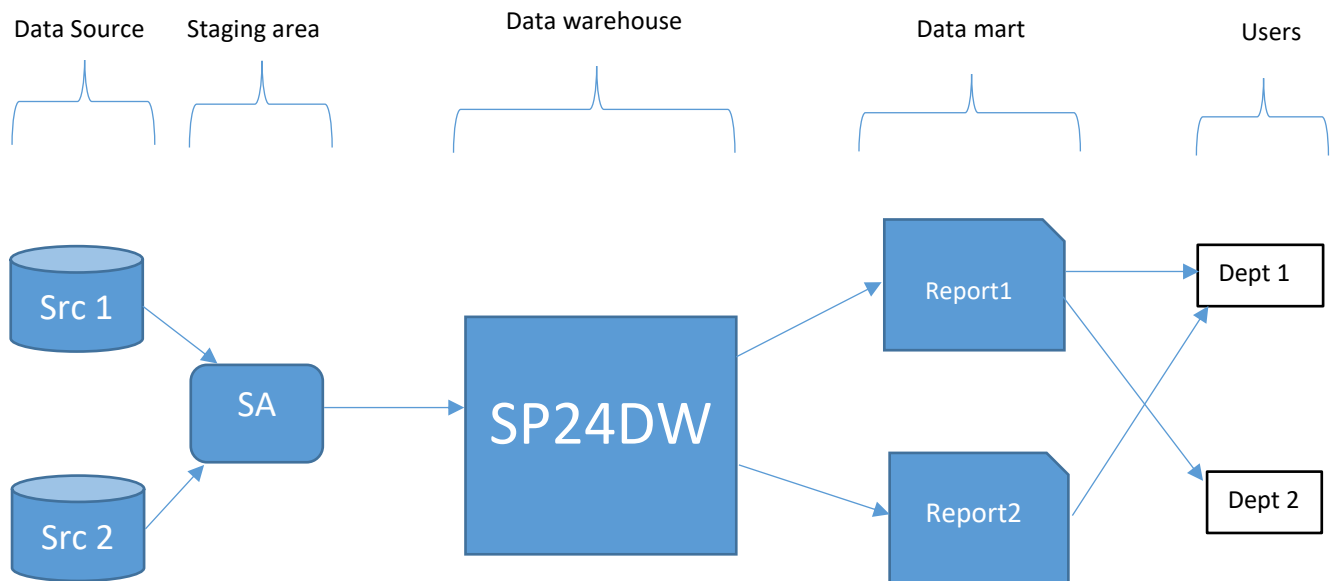 Data Source
Staging area
Data warehouse
Data mart
Users
Src 1
Src 2
SA
SP24DW
Report1
Report2
Dept 1
Dept 2